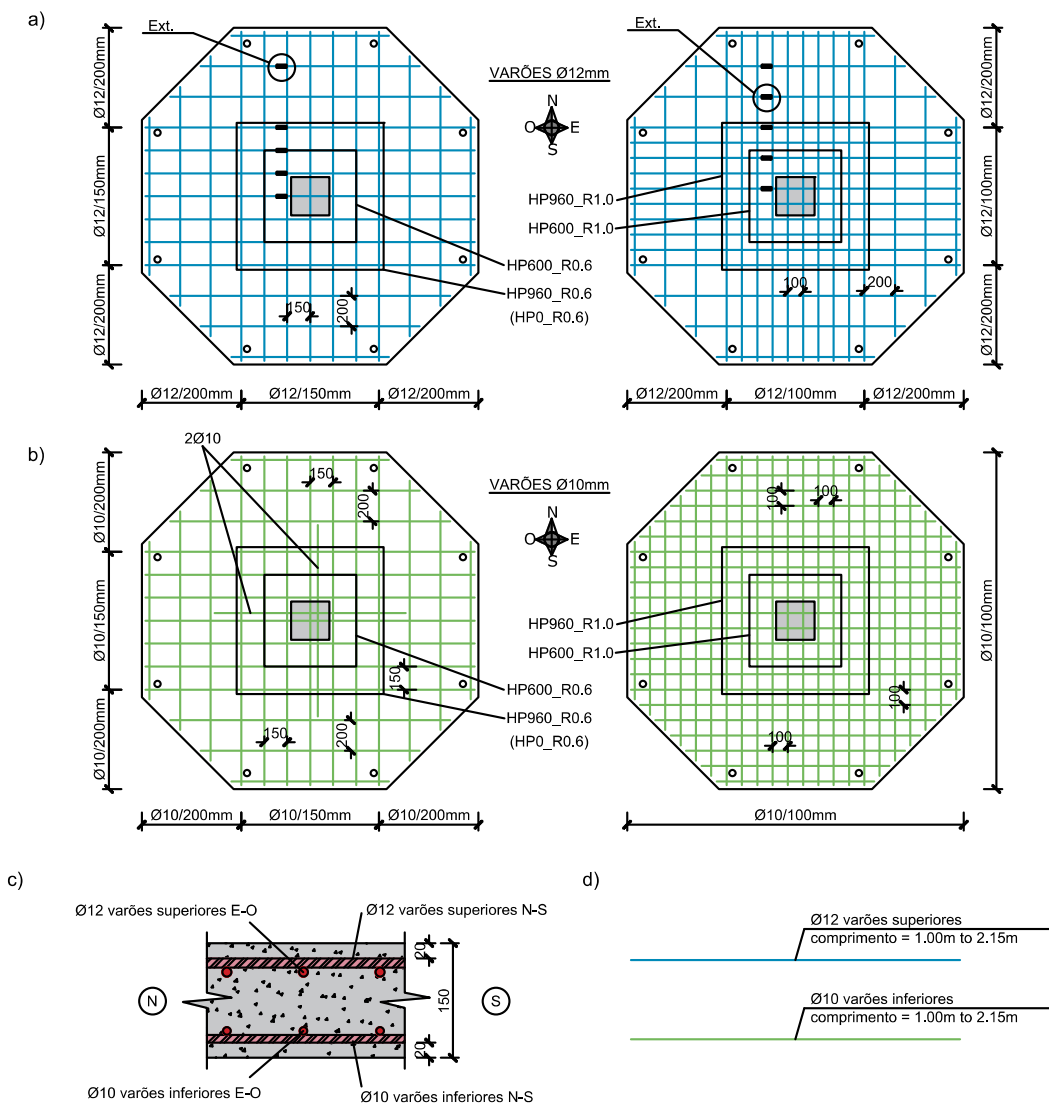 a)
Ext.
Ext.
VARÕES Ø12mm
N
O E
S
Ø12/200mm
Ø12/150mm
Ø12/200mm
Ø12/200mm
Ø12/100mm
Ø12/200mm
HP960_R1.0
HP600_R1.0
HP600_R0.6
HP960_R0.6
(HP0_R0.6)
150
200
100
200
Ø12/200mm
Ø12/150mm
Ø12/200mm
Ø12/200mm
Ø12/100mm
Ø12/200mm
b)
2Ø10
VARÕES Ø10mm
N
O E
S
150
200
100
100
Ø10/200mm
Ø10/150mm
Ø10/200mm
Ø10/100mm
HP960_R1.0
HP600_R1.0
HP600_R0.6
HP960_R0.6
(HP0_R0.6)
150
150
200
100
100
Ø10/200mm
Ø10/150mm
Ø10/200mm
Ø10/100mm
c)
Ø12 varões superiores E-O
Ø12 varões superiores N-S
N
S
20
150
20
Ø10 varões inferiores E-O
Ø10 varões inferiores N-S
d)
Ø12 varões superiores
comprimento = 1.00m to 2.15m
Ø10 varões inferiores
comprimento = 1.00m to 2.15m